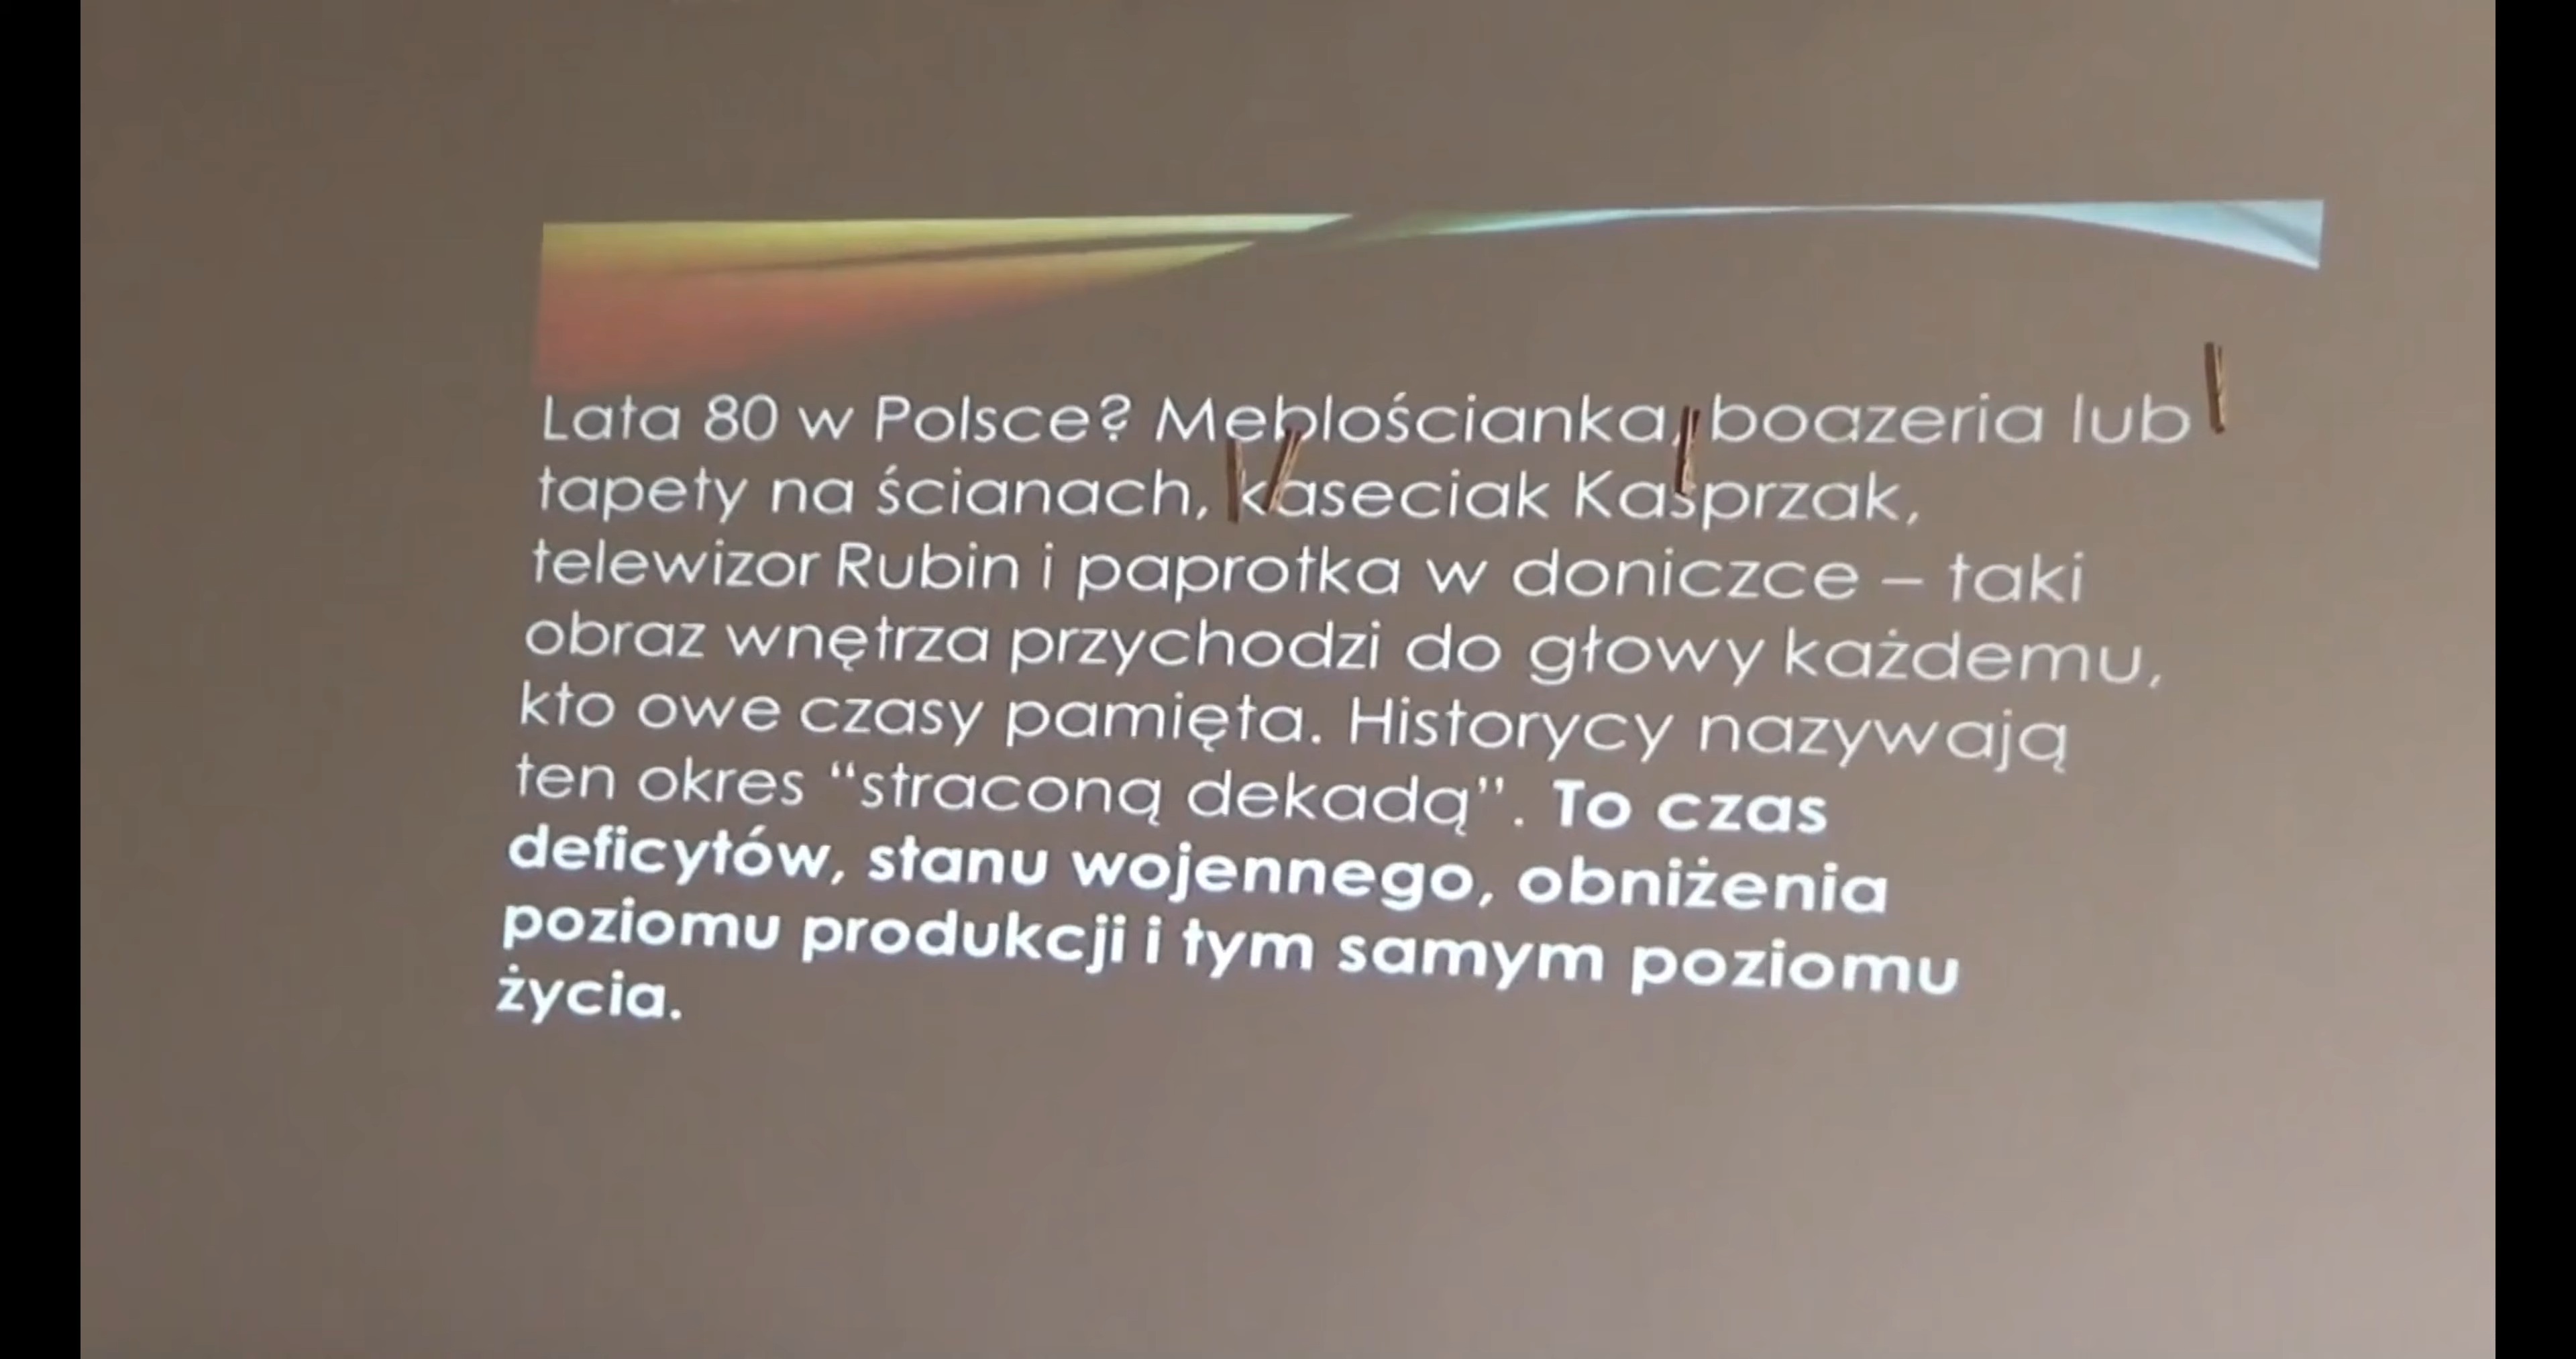 Lata 80 w Polsce? Meblościanka, boazeria lub
tapety na ścianach, kaseciak Kasprzak,
telewizor Rubin i paprotka w doniczce – taki
obraz wnętrza przychodzi do głowy każdemu,
kto owe czasy pamięta. Historycy nazywają
ten okres “straconą dekadą”. To czas
deficytów, stanu wojennego, obniżenia
poziomu produkcji i tym samym poziomu
życia.